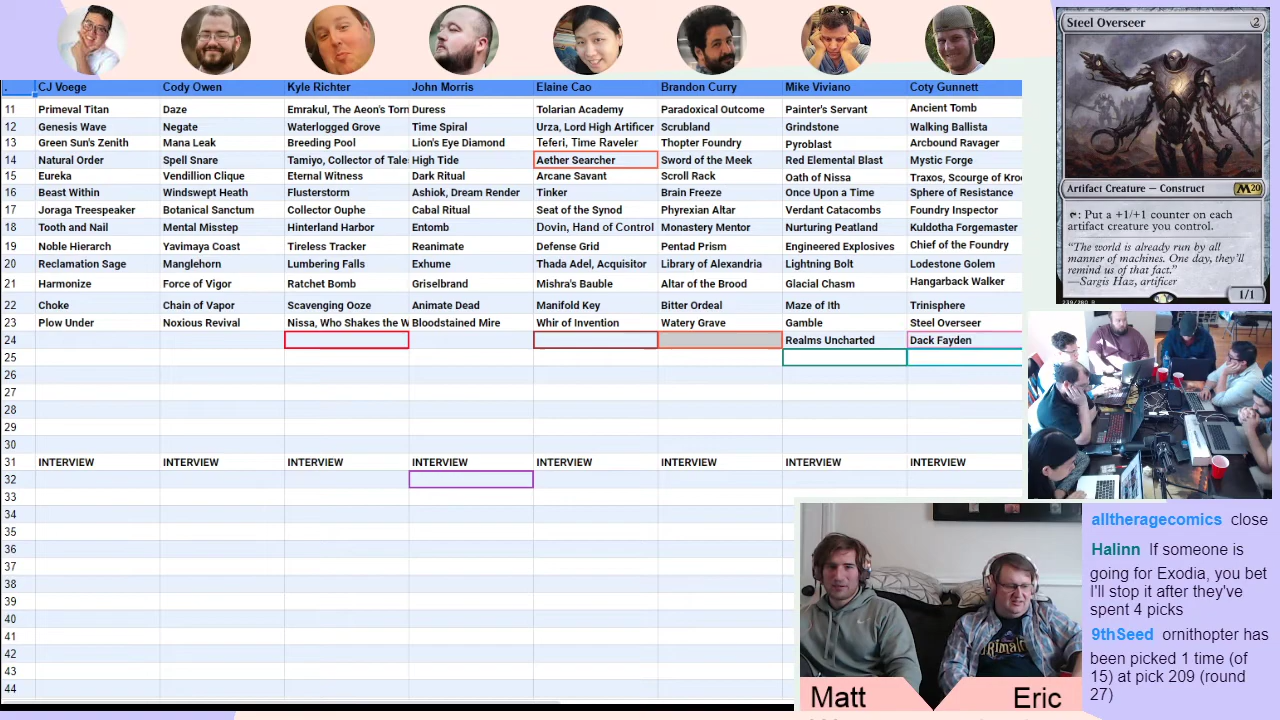 . CJ Voege Cody Owen Kyle Richter John Morris Elaine Cao Brandon Curry Mike Viviano Coty Gunnett
11 Primeval Titan Daze Emrakul, The Aeon's Torn Duress Tolarian Academy Paradoxical Outcome Painter's Servant Ancient Tomb
12 Genesis Wave Negate Waterlogged Grove Time Spiral Urza, Lord High Artificer Scrubland Grindstone Walking Ballista
13 Green Sun's Zenith Mana Leak Breeding Pool Lion's Eye Diamond Teferi, Time Raveler Thopter Foundry Pyroblast Arcbound Ravager
14 Natural Order Spell Snare Tamiyo, Collector of Tale High Tide Aether Searcher Sword of the Meek Red Elemental Blast Mystic Forge
15 Eureka Vendillion Clique Eternal Witness Dark Ritual Arcane Savant Scroll Rack Oath of Nissa Traxos, Scourge of Kroo
16 Beast Within Windswept Heath Flusterstorm Ashiok, Dream Render Tinker Brain Freeze Once Upon a Time Sphere of Resistance
17 Joraga Treespeaker Botanical Sanctum Collector Ouphe Cabal Ritual Seat of the Synod Phyrexian Altar Verdant Catacombs Foundry Inspector
18 Tooth and Nail Mental Misstep Hinterland Harbor Entomb Dovin, Hand of Control Monastery Mentor Nurturing Peatland Kuldotha Forgemaster
19 Noble Hierarch Yavimaya Coast Tireless Tracker Reanimate Defense Grid Pentad Prism Engineered Explosives Chief of the Foundry
20 Reclamation Sage Manglehorn Lumbering Falls Exhume Thada Adel, Acquisitor Library of Alexandria Lightning Bolt Lodestone Golem
21 Harmonize Force of Vigor Ratchet Bomb Griselbrand Mishra's Bauble Altar of the Brood Glacial Chasm Hangarback Walker
22 Choke Chain of Vapor Scavenging Ooze Animate Dead Manifold Key Bitter Ordeal Maze of Ith Trinisphere
23 Plow Under Noxious Revival Nissa, Who Shakes the W Bloodstained Mire Whir of Invention Watery Grave Gamble Steel Overseer
24 Realms Uncharted Dack Fayden
25
26
27
28
29
30
31 INTERVIEW INTERVIEW INTERVIEW INTERVIEW INTERVIEW INTERVIEW INTERVIEW INTERVIEW
32
33
34
35
36
37
38
39
40
41
42
43
44
Steel Overseer 2
Artifact Creature — Construct M20
: Put a +1/+1 counter on each
artifact creature you control.
"The world is already run by all
manner of machines. One day, they'll
remind us of that fact."
—Sargis Haz, artificer
1/1
alltheragecomics close
Halinn If someone is
going for Exodia, you bet
I'll stop it after they've
spent 4 picks
9thSeed ornithopter has
been picked 1 time (of
15) at pick 209 (round
27)
Matt Eric